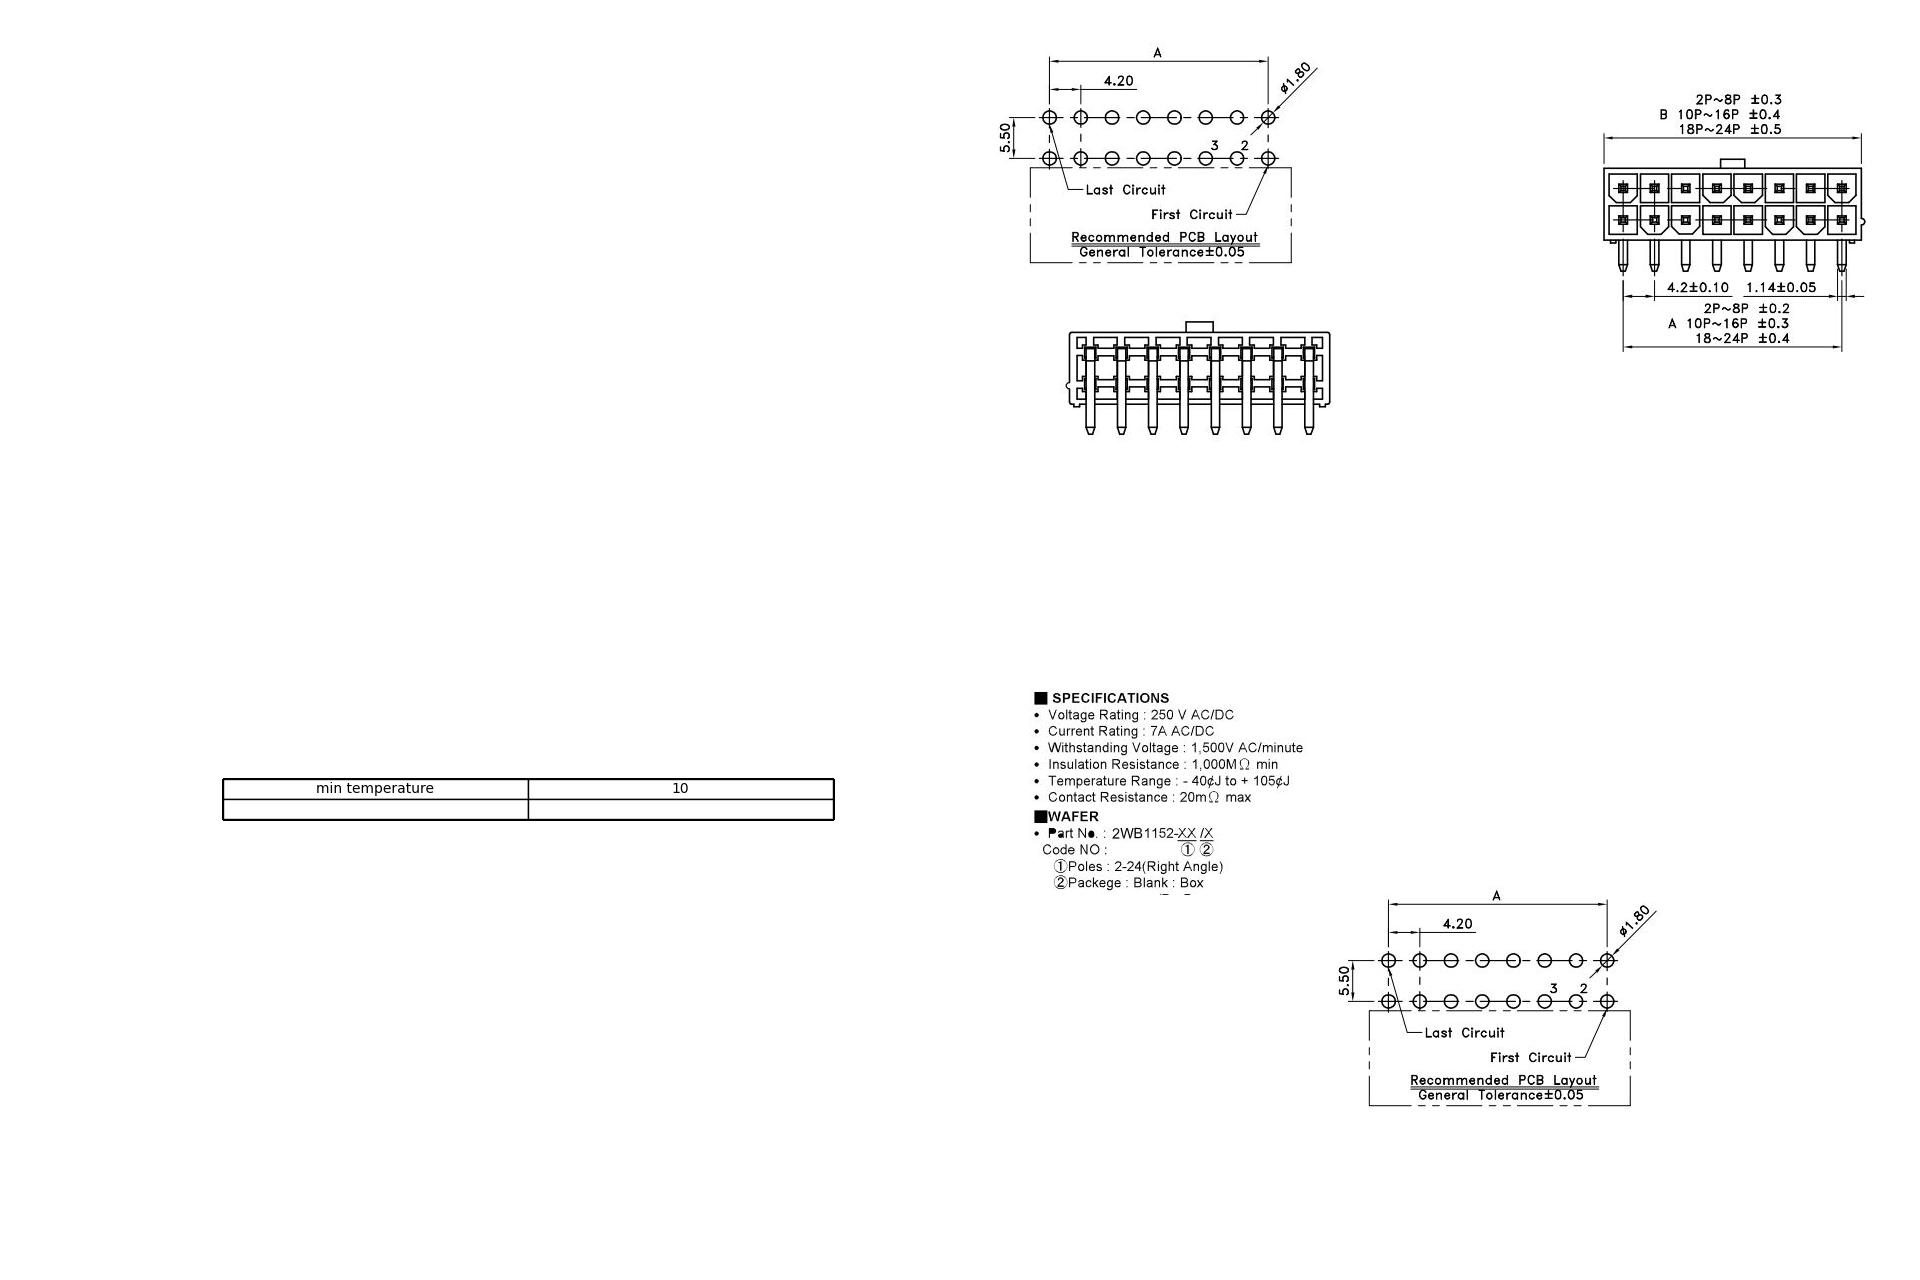 A
4.20
ø1.80
5.50
3 2
Last Circuit
First Circuit
Recommended PCB Layout
General Tolerance±0.05
2P~8P ±0.3
B 10P~16P ±0.4
18P~24P ±0.5
4.2±0.10 1.14±0.05
2P~8P ±0.2
A 10P~16P ±0.3
18~24P ±0.4
min temperature 10
■ SPECIFICATIONS
• Voltage Rating : 250 V AC/DC
• Current Rating : 7A AC/DC
• Withstanding Voltage : 1,500V AC/minute
• Insulation Resistance : 1,000MΩ min
• Temperature Range : - 40¢J to + 105¢J
• Contact Resistance : 20mΩ max
■WAFER
• Part No. : 2WB1152-XX /X
Code NO : ① ②
①Poles : 2-24(Right Angle)
②Packege : Blank : Box
A
4.20
ø1.80
5.50
3 2
Last Circuit
First Circuit
Recommended PCB Layout
General Tolerance±0.05